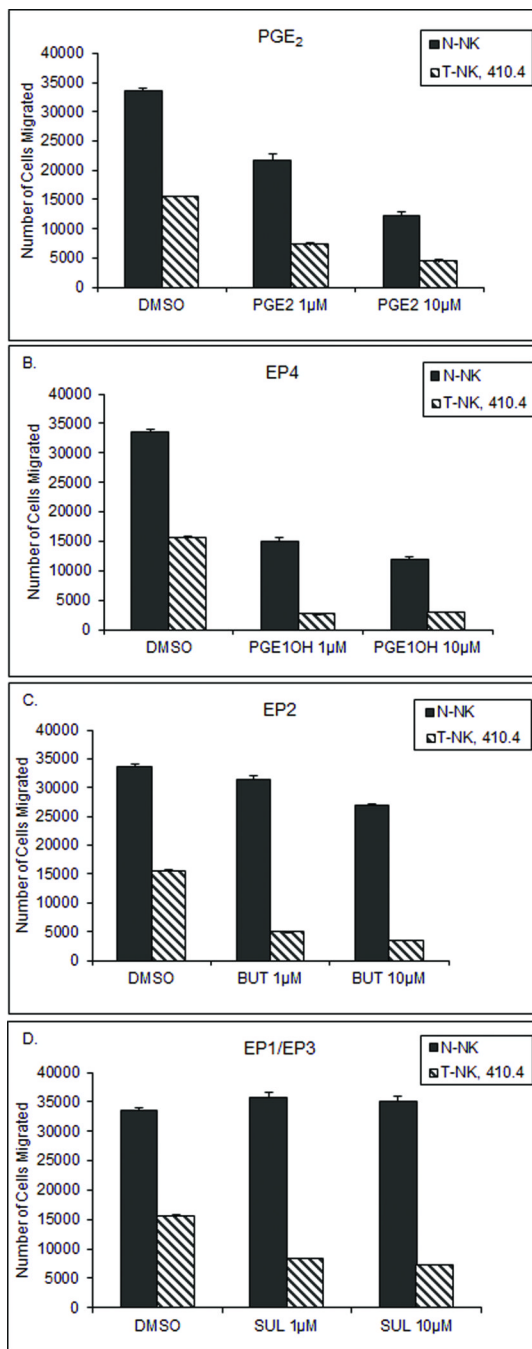 PGE₂
N-NK
T-NK, 410.4
Number of Cells Migrated
40000
35000
30000
25000
20000
15000
10000
5000
0
DMSO
PGE2 1µM
PGE2 10µM
B.
EP4
N-NK
T-NK, 410.4
Number of Cells Migrated
40000
35000
30000
25000
20000
15000
10000
5000
0
DMSO
PGE1OH 1µM
PGE1OH 10µM
C.
EP2
N-NK
T-NK, 410.4
Number of Cells Migrated
40000
35000
30000
25000
20000
15000
10000
5000
0
DMSO
BUT 1µM
BUT 10µM
D.
EP1/EP3
N-NK
T-NK, 410.4
Number of Cells Migrated
40000
35000
30000
25000
20000
15000
10000
5000
0
DMSO
SUL 1µM
SUL 10µM